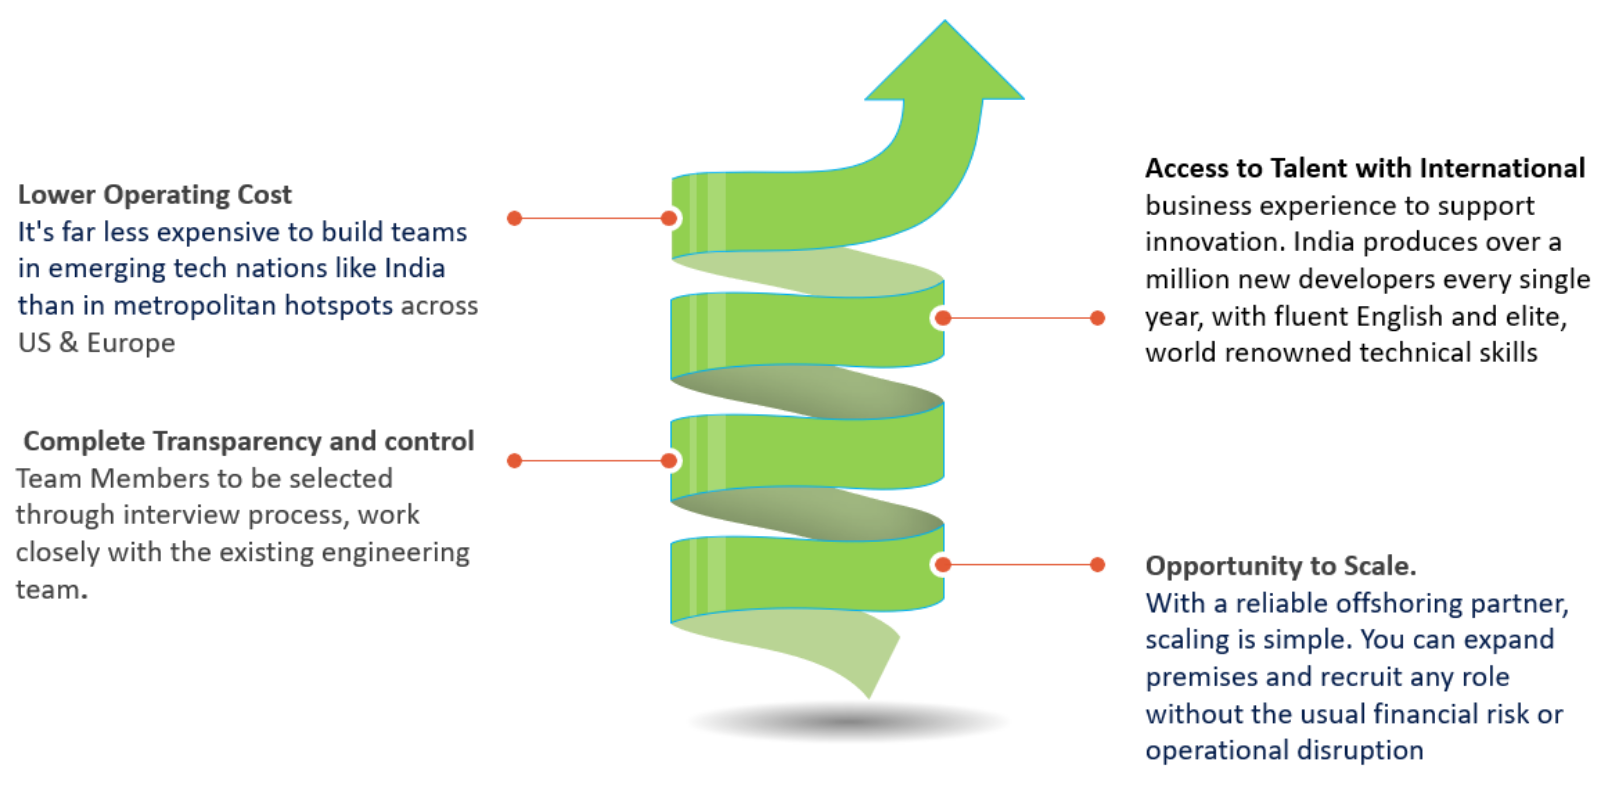 Lower Operating Cost
It's far less expensive to build teams
in emerging tech nations like India
than in metropolitan hotspots across
US & Europe
Complete Transparency and control
Team Members to be selected
through interview process, work
closely with the existing engineering
team.
Access to Talent with International
business experience to support
innovation. India produces over a
million new developers every single
year, with fluent English and elite,
world renowned technical skills
Opportunity to Scale.
With a reliable offshoring partner,
scaling is simple. You can expand
premises and recruit any role
without the usual financial risk or
operational disruption